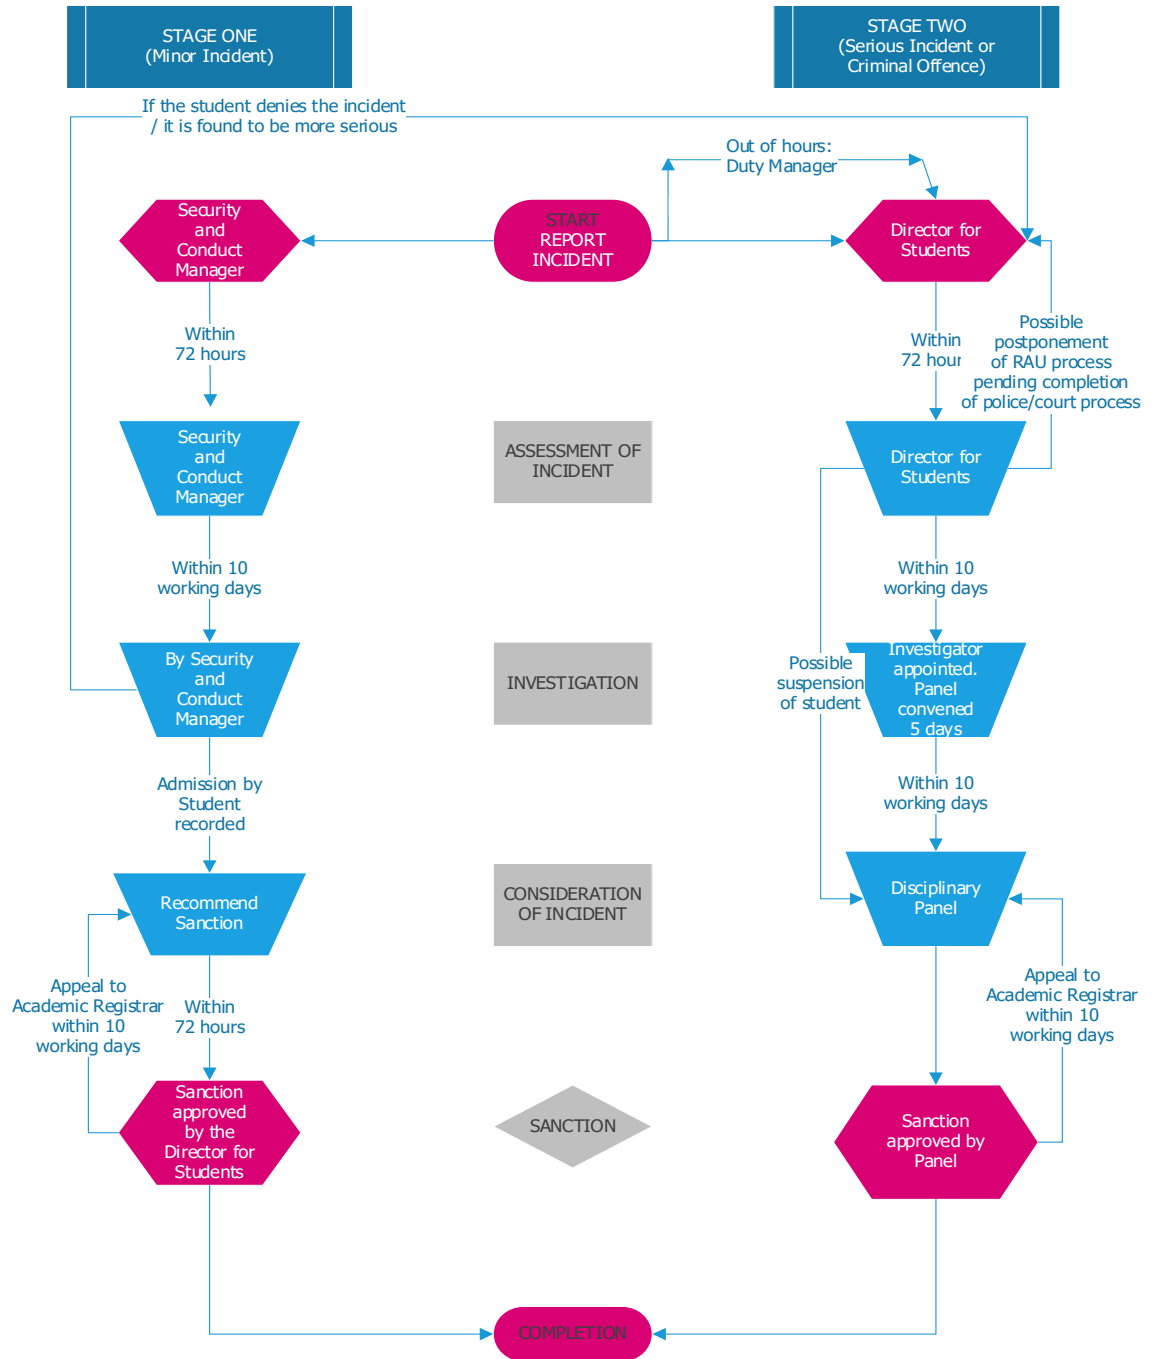 STAGE ONE
(Minor Incident)
STAGE TWO
(Serious Incident or
Criminal Offence)
If the student denies the incident
/ it is found to be more serious
Out of hours:
Duty Manager
Security
and
Conduct
Manager
START
REPORT
INCIDENT
Director for
Students
Within
72 hours
Within
72 hour
Possible
postponement
of RAU process
pending completion
of police/court process
Security
and
Conduct
Manager
ASSESSMENT OF
INCIDENT
Director for
Students
Within 10
working days
Within 10
working days
By Security
and
Conduct
Manager
INVESTIGATION
Possible
suspension
of student
Investigator
appointed.
Panel
convened
5 days
Admission by
Student
recorded
Within 10
working days
Recommend
Sanction
CONSIDERATION
OF INCIDENT
Disciplinary
Panel
Appeal to
Academic Registrar
within 10
working days
Within
72 hours
Appeal to
Academic Registrar
within 10
working days
Sanction
approved
by the
Director for
Students
SANCTION
Sanction
approved by
Panel
COMPLETION